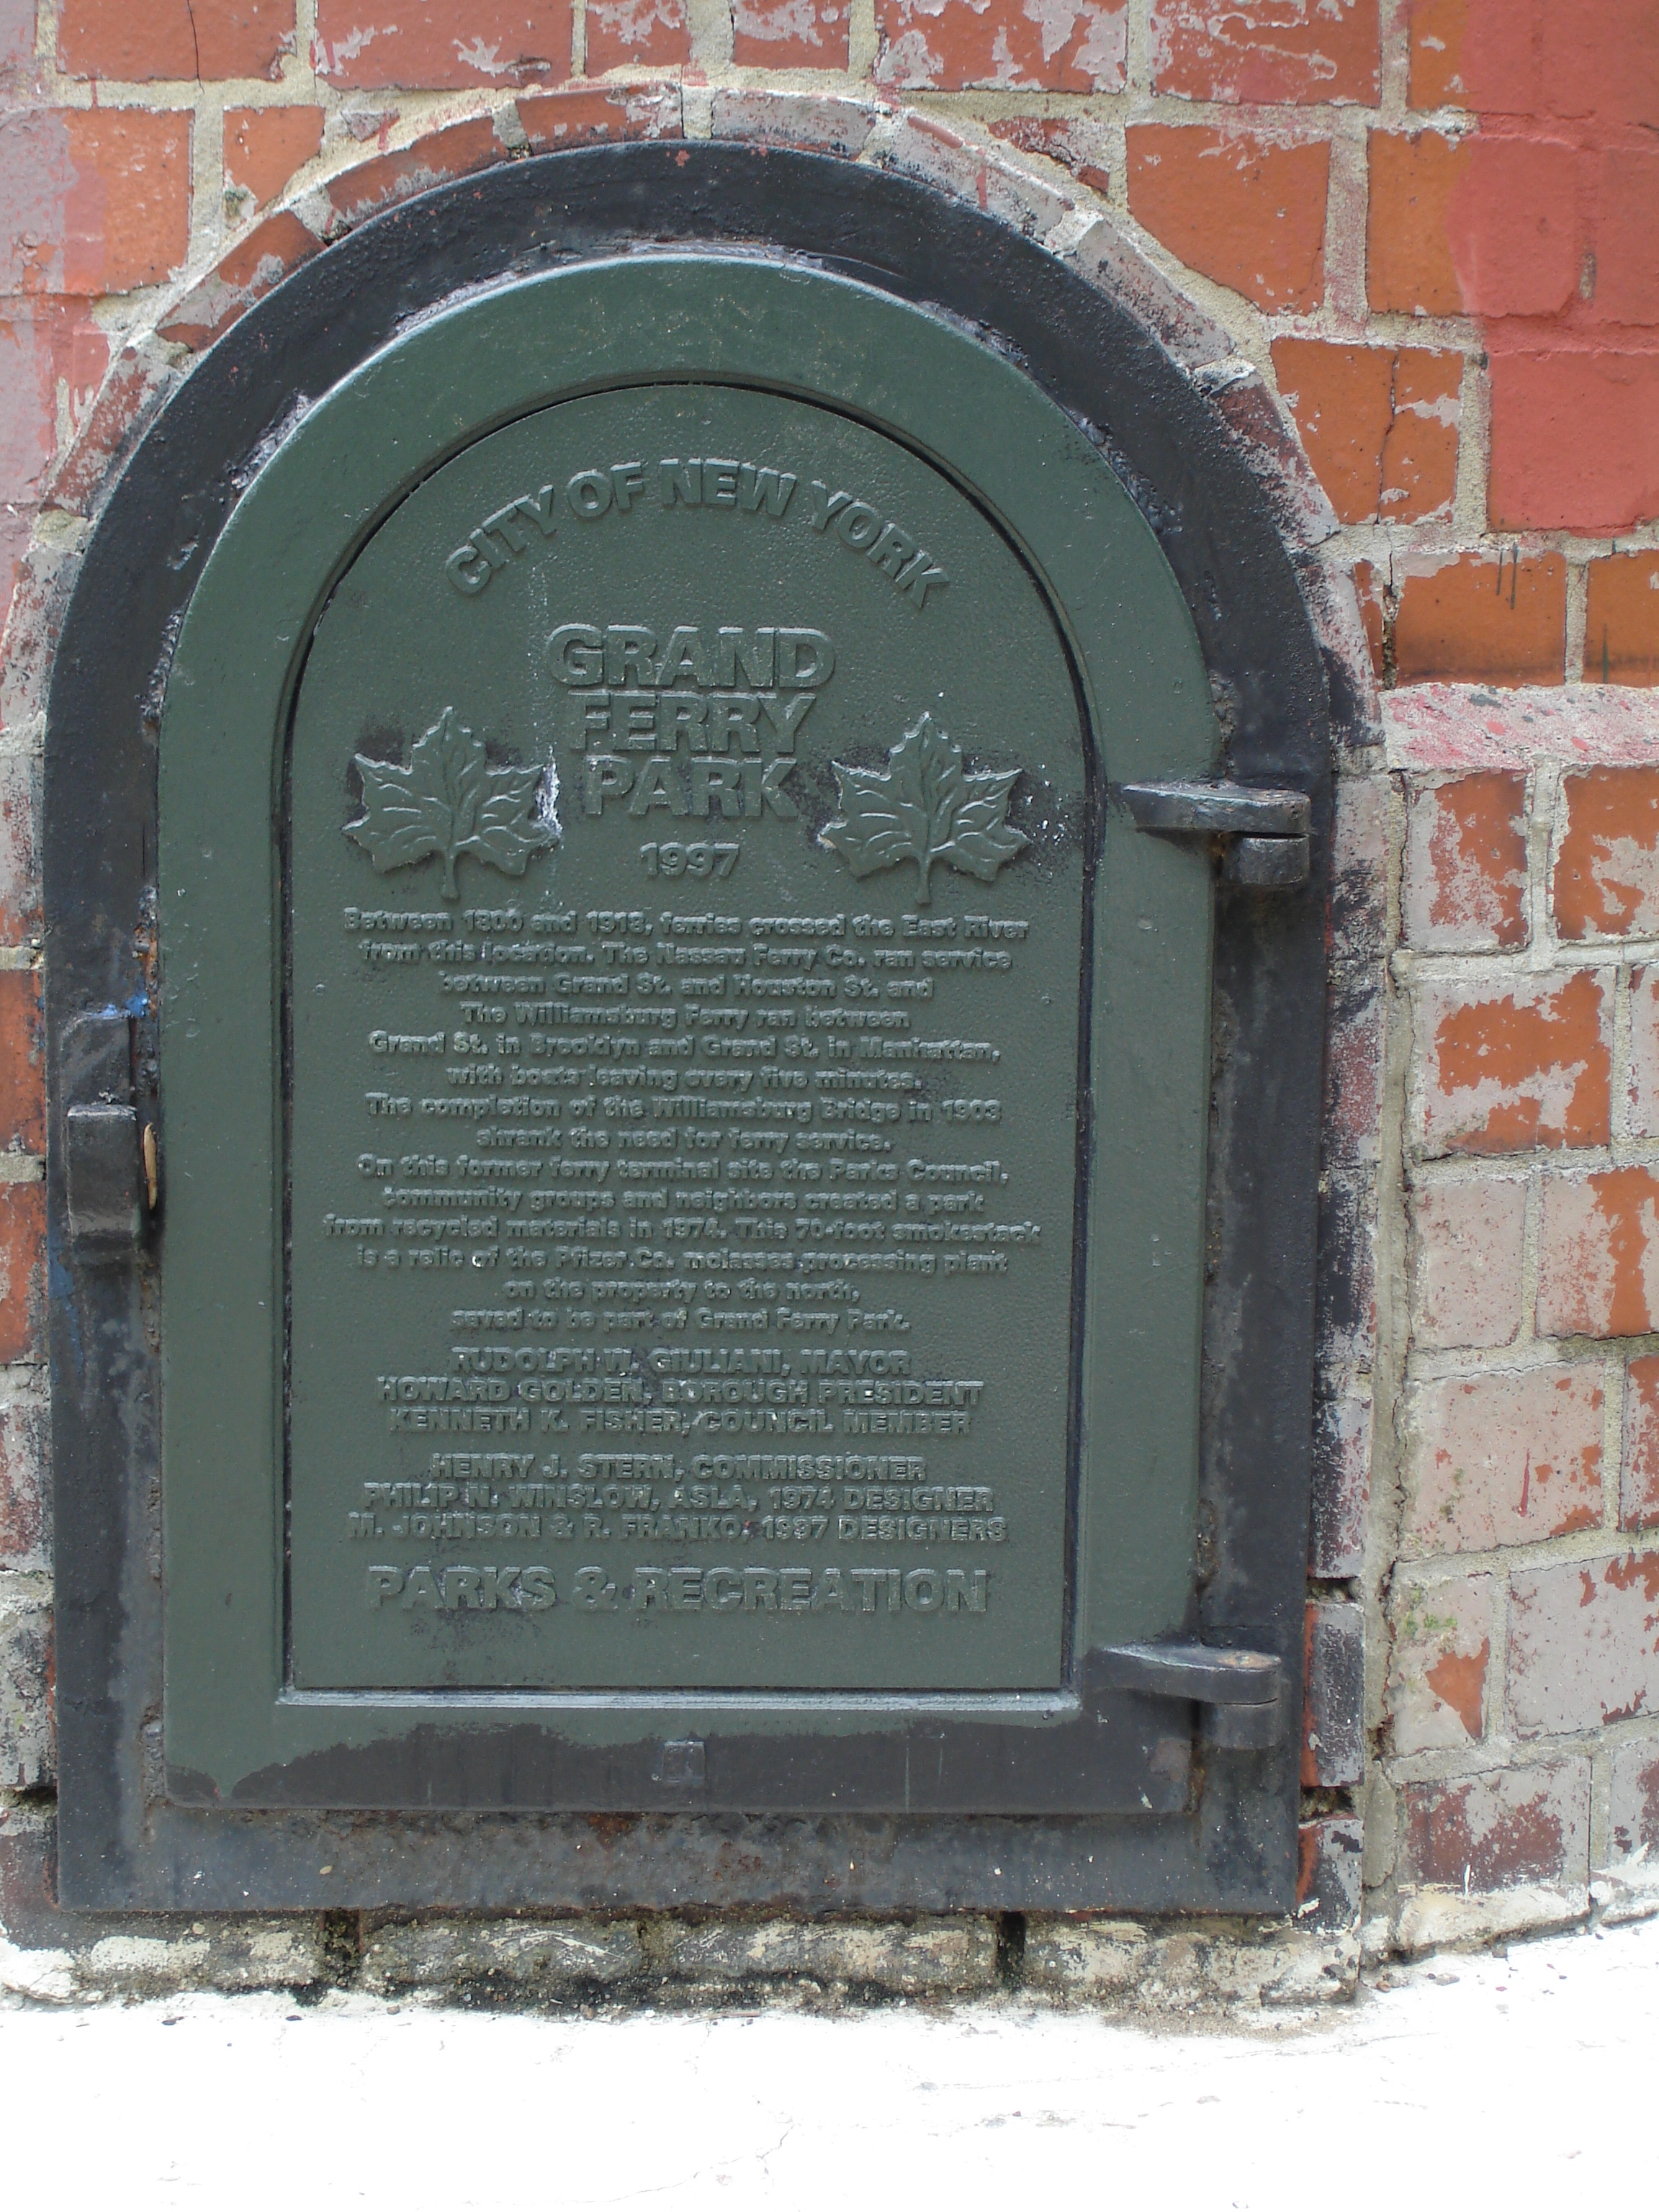 CITY OF NEW YORK
GRAND
FERRY
PARK
1997
Between 1800 and 1918, ferries crossed the East River
from this location. The Nassau Ferry Co. ran service
between Grand St. and Houston St. and
The Williamsburg Ferry ran between
Grand St. in Brooklyn and Grand St. in Manhattan,
with boats leaving every five minutes.
The completion of the Williamsburg Bridge in 1903
shrank the need for ferry service.
On this former ferry terminal site the Parks Council,
community groups and neighbors created a park
from recycled materials in 1974. This 70-foot smokestack
is a relic of the Pfizer Co. molasses processing plant
on the property to the north,
saved to be part of Grand Ferry Park.
RUDOLPH W. GIULIANI, MAYOR
HOWARD GOLDEN, BOROUGH PRESIDENT
KENNETH K. FISHER, COUNCIL MEMBER
HENRY J. STERN, COMMISSIONER
PHILIP N. WINSLOW, ASLA, 1974 DESIGNER
M. JOHNSON & R. FRANKO, 1997 DESIGNERS
PARKS & RECREATION